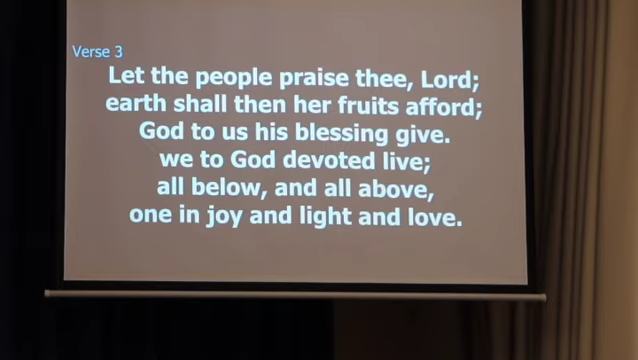 Verse 3
Let the people praise thee, Lord;
earth shall then her fruits afford;
God to us his blessing give.
we to God devoted live;
all below, and all above,
one in joy and light and love.